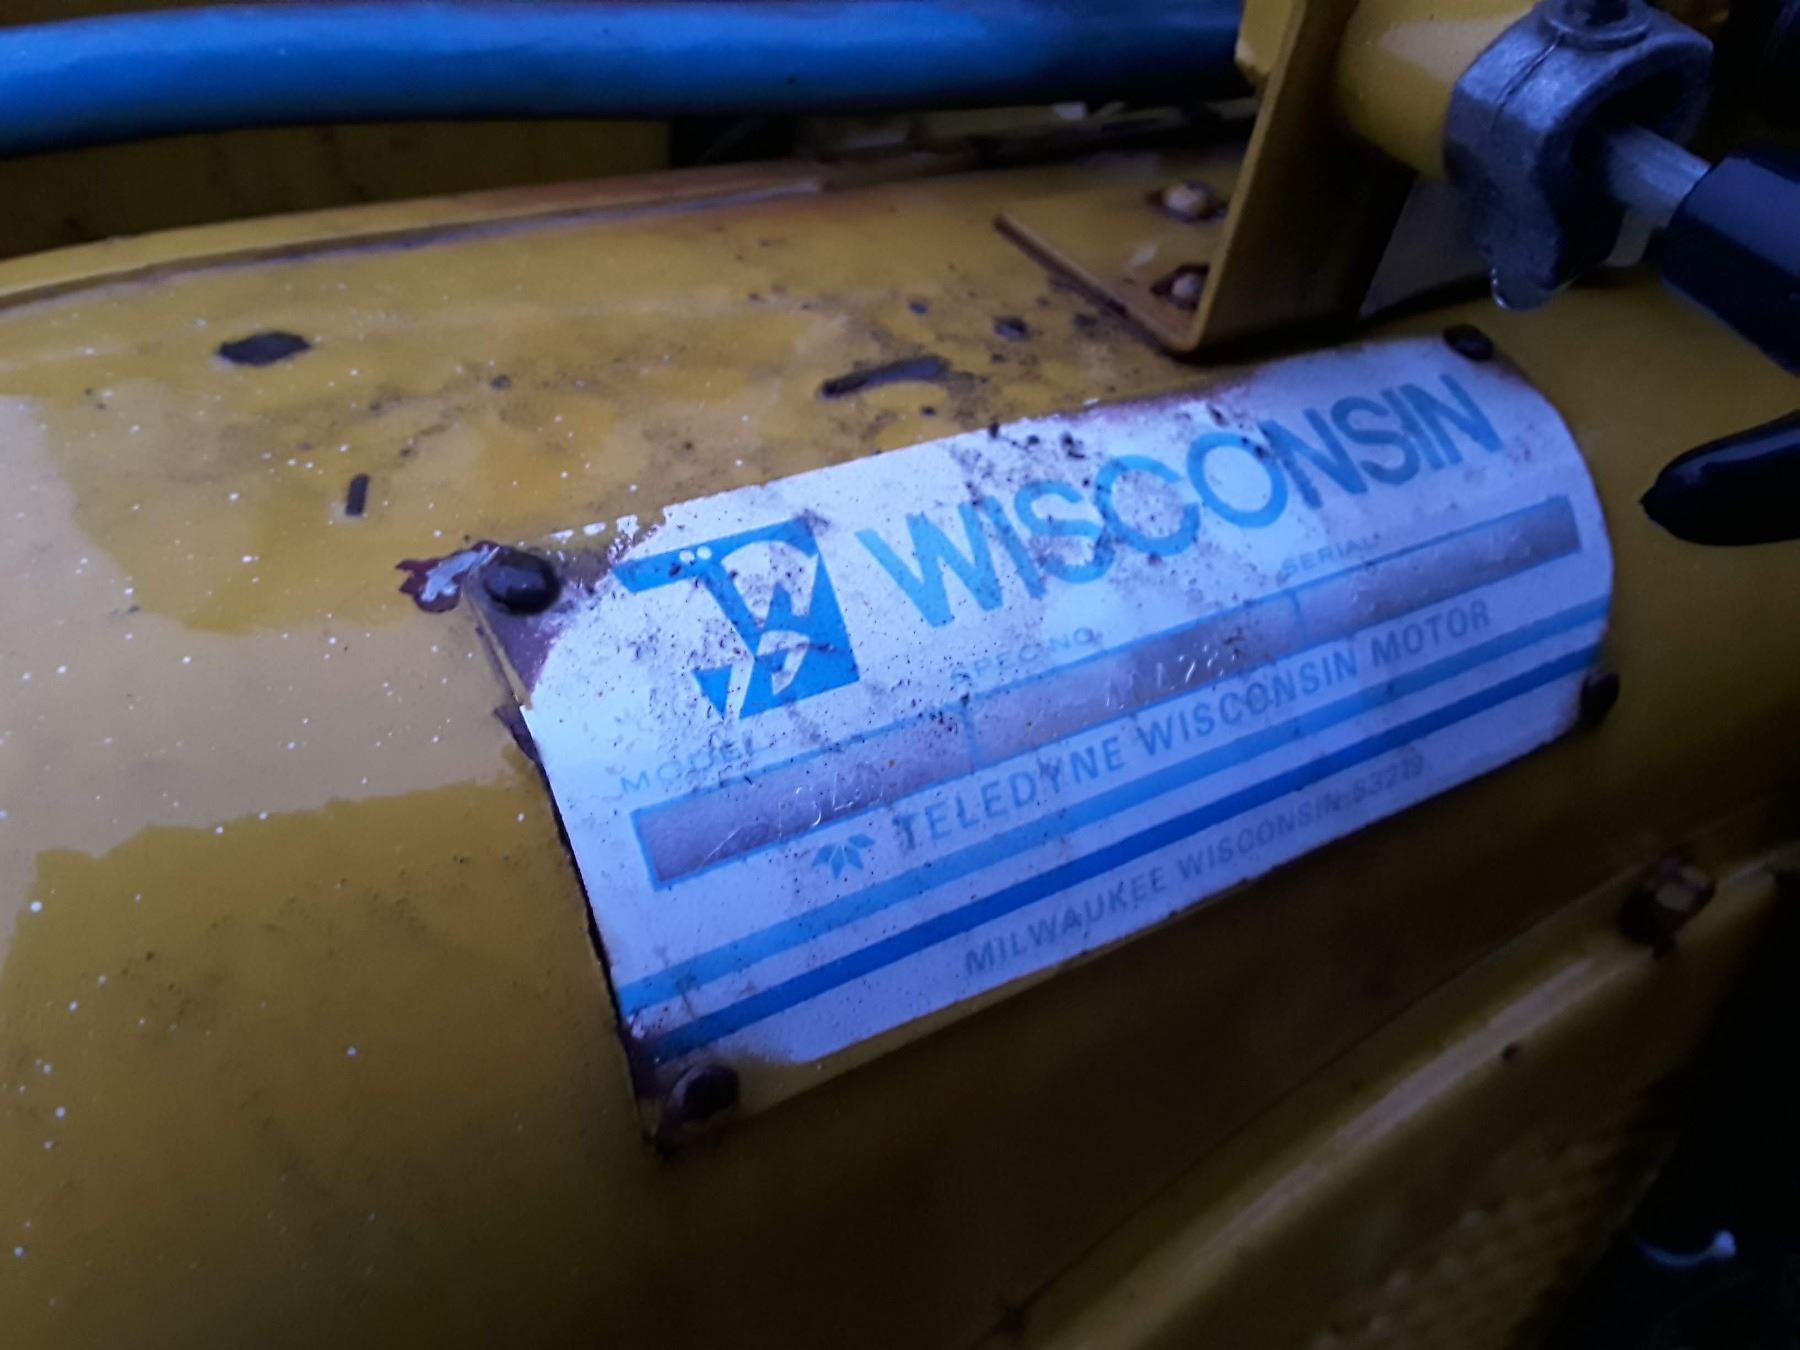 WISCONSIN
MODEL SPEC NO. SERIAL
TELEDYNE WISCONSIN MOTOR
MILWAUKEE WISCONSIN 53219